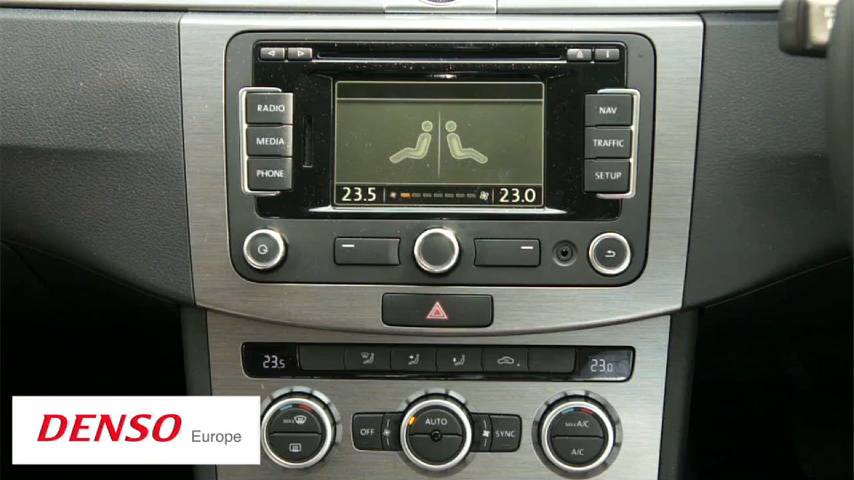 RADIO
MEDIA
PHONE
NAV
TRAFFIC
SETUP
23.5
23.0
23.5
23.0
MAX
OFF
AUTO
SYNC
MAX A/C
A/C
DENSO Europe